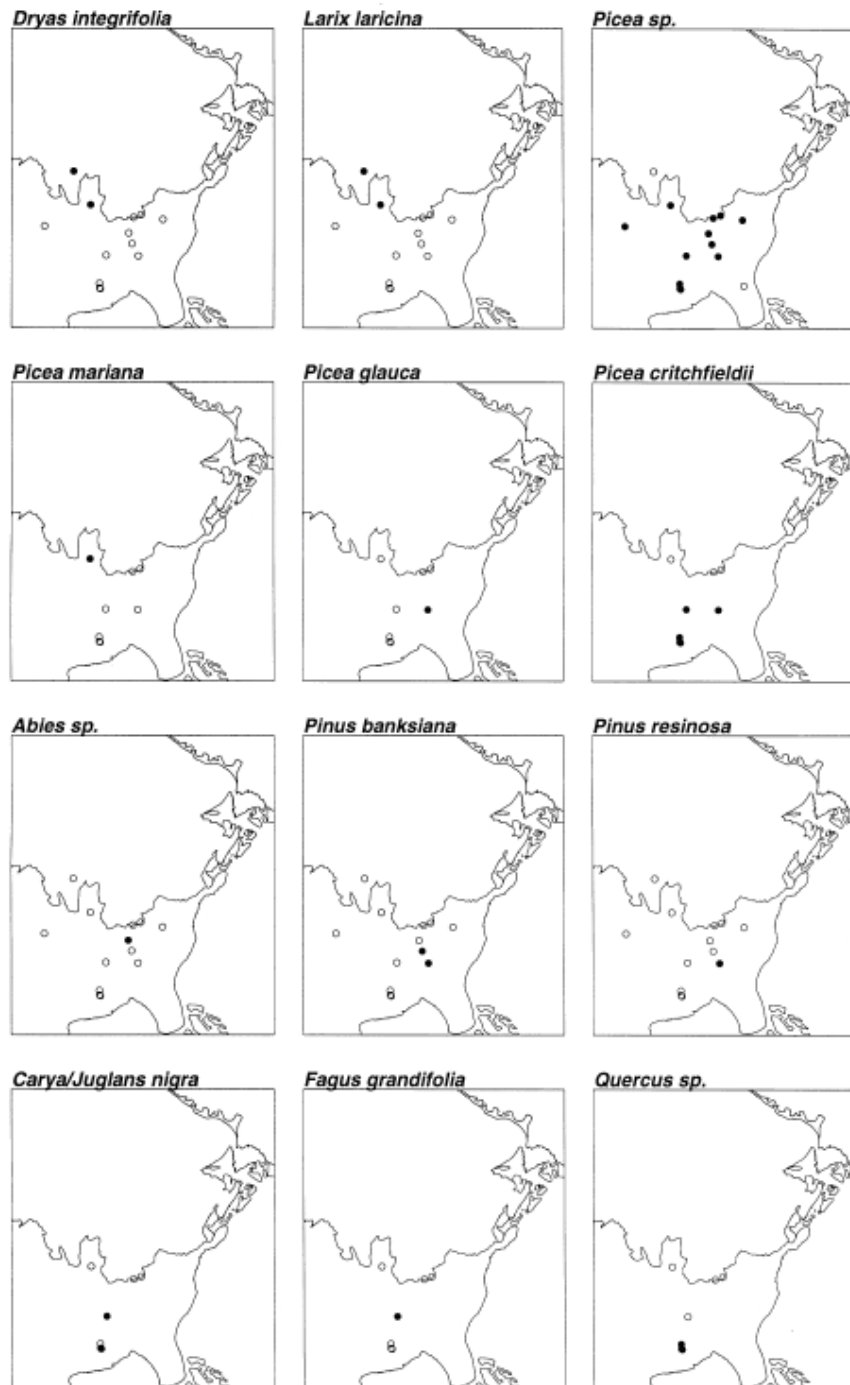 Dryas integrifolia
Larix laricina
Picea sp.
Picea mariana
Picea glauca
Picea critchfieldii
Abies sp.
Pinus banksiana
Pinus resinosa
Carya/Juglans nigra
Fagus grandifolia
Quercus sp.